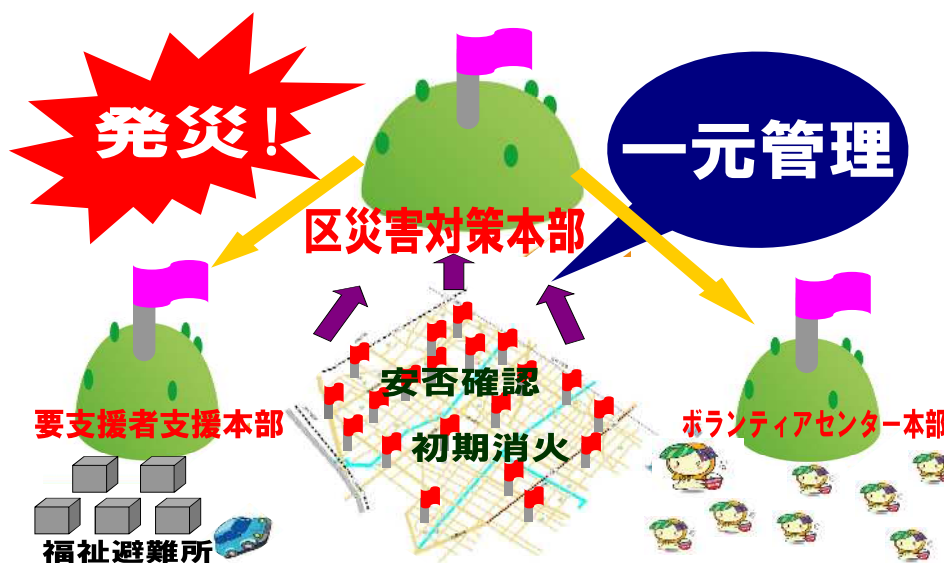 発災!
一元管理
区災害対策本部
安否確認
初期消火
要支援者支援本部
ボランティアセンター本部
福祉避難所